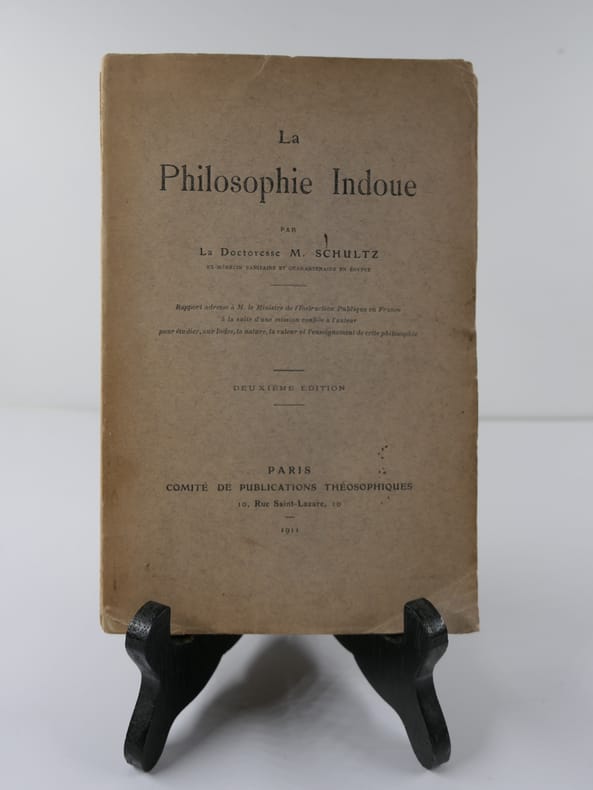 La
Philosophie Indoue
PAR
La Doctoresse M. SCHULTZ
EX-MÉDECIN SANITAIRE ET QUARANTENAIRE EN ÉGYPTE
Rapport adressé à M. le Ministre de l'Instruction Publique en France
à la suite d'une mission confiée à l'auteur
pour étudier, aux Indes, la nature, la valeur et l'enseignement de cette philosophie
DEUXIÈME ÉDITION
PARIS
COMITÉ DE PUBLICATIONS THÉOSOPHIQUES
10, Rue Saint-Lazare, 10
1911